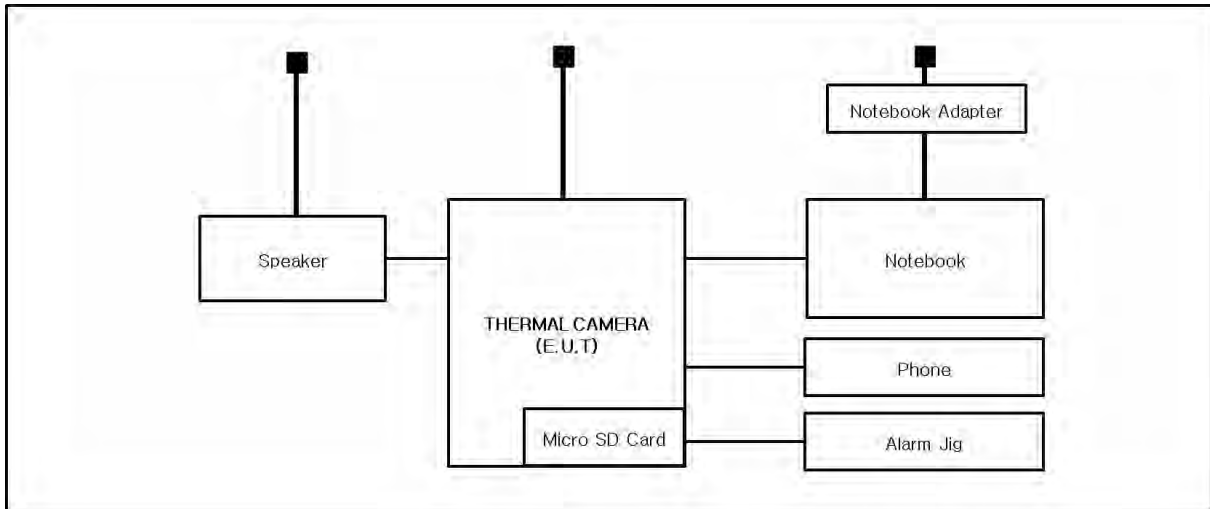 Notebook Adapter
Speaker
Notebook
THERMAL CAMERA
(E.U.T)
Phone
Micro SD Card
Alarm Jig